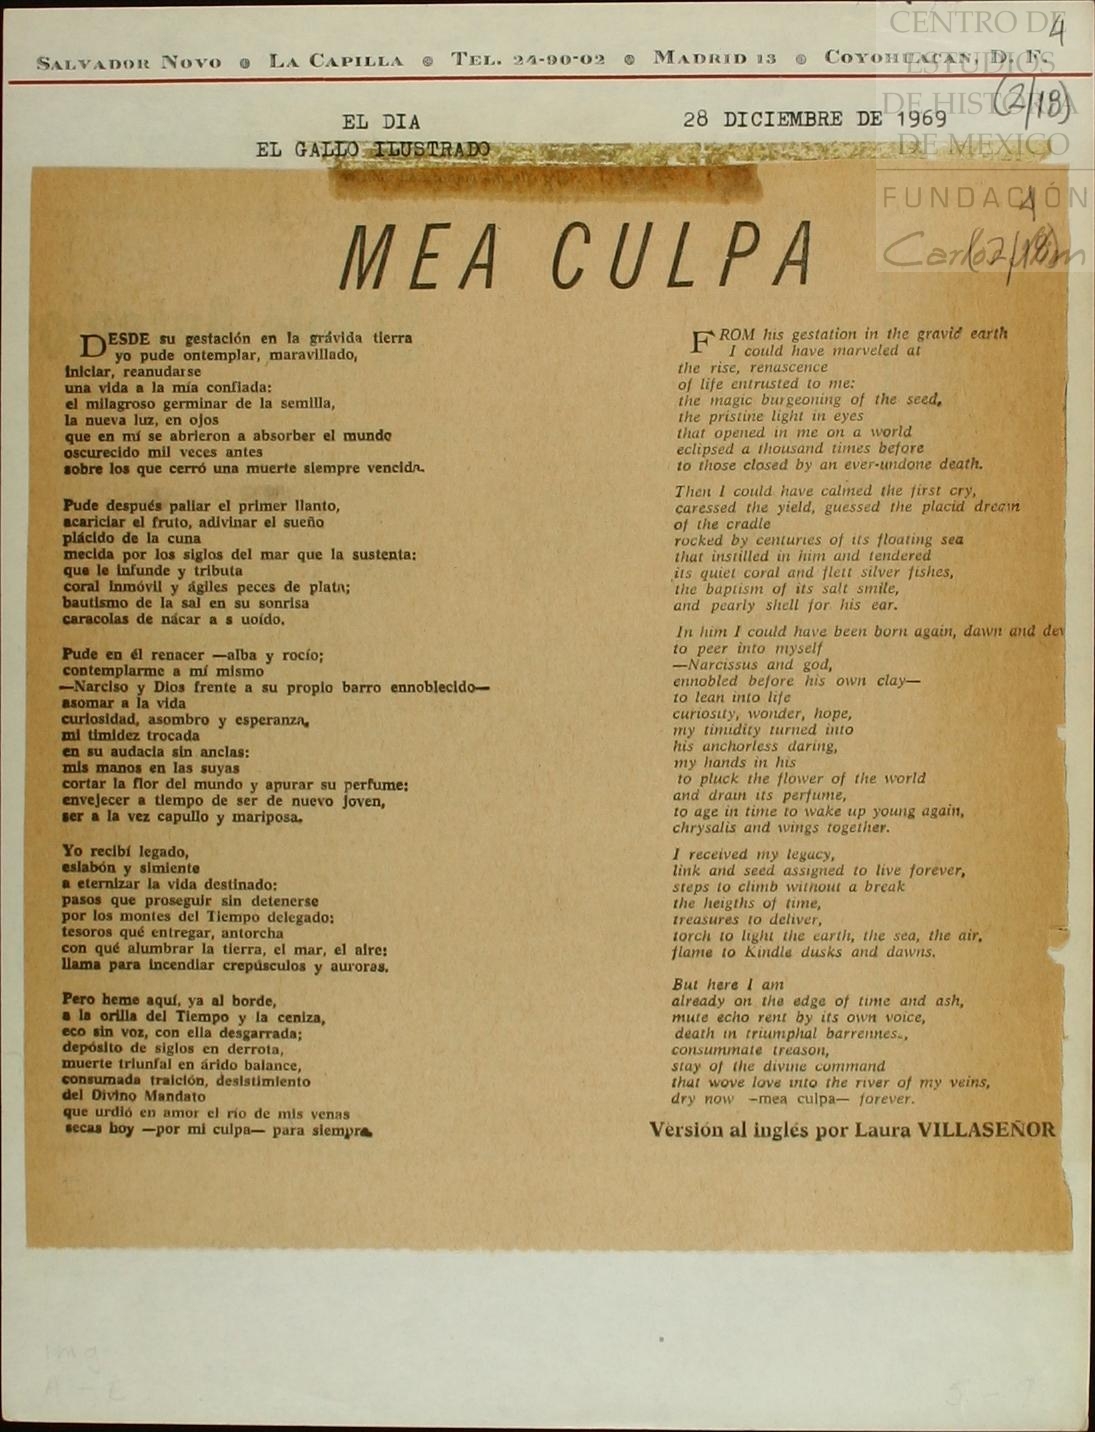 SALVADOR NOVO ● LA CAPILLA ● TEL. 24-90-02 ● MADRID 13 ● COYOHUACAN, D. F.
4
(2/18)
CENTRO DE
ESTUDIOS
DE HISTORIA
DE MEXICO
FUNDACIÓN
Carlos Slim
EL DIA
28 DICIEMBRE DE 1969
EL GALLO ILUSTRADO
4
(2/18)
MEA CULPA
DESDE su gestación en la grávida tierra
yo pude ontemplar, maravillado,
iniciar, reanudarse
una vida a la mía confiada:
el milagroso germinar de la semilla,
la nueva luz, en ojos
que en mí se abrieron a absorber el mundo
oscurecido mil veces antes
sobre los que cerró una muerte siempre vencida.
Pude después paliar el primer llanto,
acariciar el fruto, adivinar el sueño
plácido de la cuna
mecida por los siglos del mar que la sustenta:
que le infunde y tributa
coral inmóvil y ágiles peces de plata;
bautismo de la sal en su sonrisa
caracolas de nácar a s uoído.
Pude en él renacer —alba y rocío;
contemplarme a mí mismo
—Narciso y Dios frente a su propio barro ennoblecido—
asomar a la vida
curiosidad, asombro y esperanza,
mi timidez trocada
en su audacia sin anclas:
mis manos en las suyas
cortar la flor del mundo y apurar su perfume;
envejecer a tiempo de ser de nuevo joven,
ser a la vez capullo y mariposa.
Yo recibí legado,
eslabón y simiente
a eternizar la vida destinado;
pasos que proseguir sin detenerse
por los montes del Tiempo delegado;
tesoros qué entregar, antorcha
con qué alumbrar la tierra, el mar, el aire;
llama para incendiar crepúsculos y auroras.
Pero heme aquí, ya al borde,
a la orilla del Tiempo y la ceniza,
eco sin voz, con ella desgarrada;
depósito de siglos en derrota,
muerte triunfal en árido balance,
consumada traición, desistimiento
del Divino Mandato
que urdió en amor el río de mis venas
secas hoy —por mi culpa— para siempre.
FROM his gestation in the gravid earth
I could have marveled at
the rise, renascence
of life entrusted to me:
the magic burgeoning of the seed,
the pristine light in eyes
that opened in me on a world
eclipsed a thousand times before
to those closed by an ever-undone death.
Then I could have calmed the first cry,
caressed the yield, guessed the placid dream
of the cradle
rocked by centuries of its floating sea
that instilled in him and tendered
its quiet coral and flett silver fishes,
the baptism of its salt smile,
and pearly shell for his ear.
In him I could have been born again, dawn and dew
to peer into myself
—Narcissus and god,
ennobled before his own clay—
to lean into life
curiosity, wonder, hope,
my timidity turned into
his anchorless daring,
my hands in his
to pluck the flower of the world
and drain its perfume,
to age in time to wake up young again,
chrysalis and wings together.
I received my legacy,
link and seed assigned to live forever,
steps to climb without a break
the heigths of time,
treasures to deliver,
torch to light the earth, the sea, the air,
flame to Kindle dusks and dawns.
But here I am
already on the edge of time and ash,
mute echo rent by its own voice,
death in triumphal barrennes.,
consummate treason,
stay of the divine command
that wove love into the river of my veins,
dry now -mea culpa— forever.
Versión al inglés por Laura VILLASEÑOR